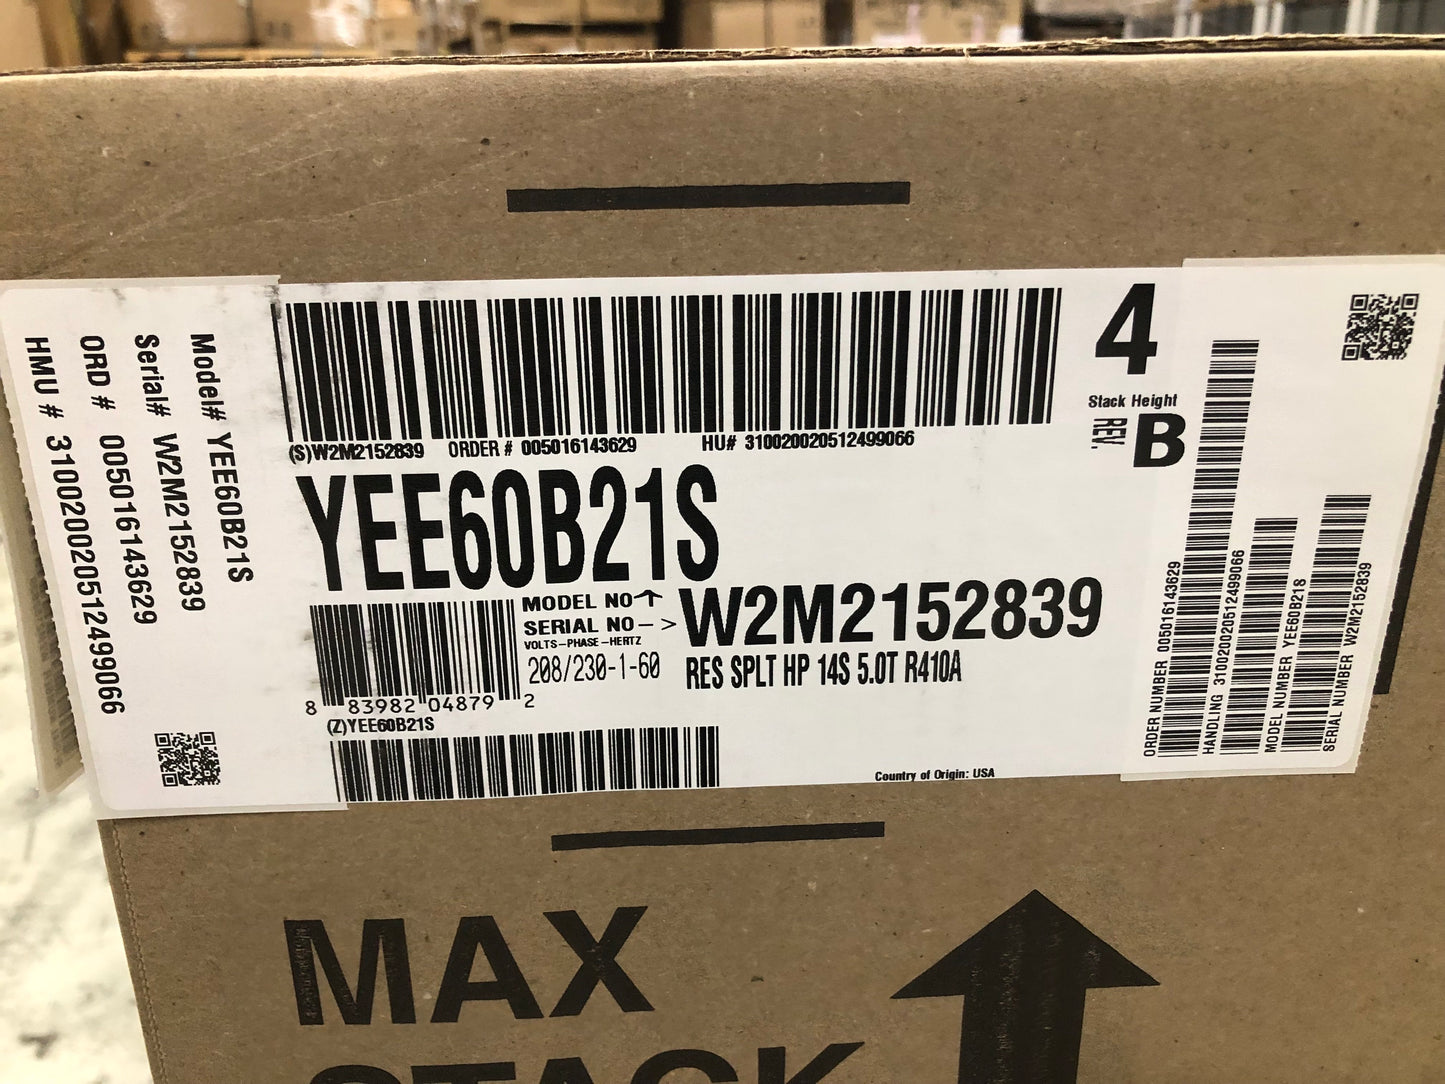 Model# YEE60B21S
Serial# W2M2152839
ORD # 005016143629
HMU # 310020020512499066
(S)W2M2152839 ORDER # 005016143629 HU# 310020020512499066
4
Stack Height
REV. B
YEE60B21S
MODEL NO
SERIAL NO -> W2M2152839
VOLTS-PHASE-HERTZ
208/230-1-60 RES SPLT HP 14S 5.0T R410A
8 83982 04879 2
(Z)YEE60B21S
Country of Origin: USA
ORDER NUMBER 005016143629
HANDLING 310020020512499066
MODEL NUMBER YEE60B218
SERIAL NUMBER W2M2152839
MAX
STACK